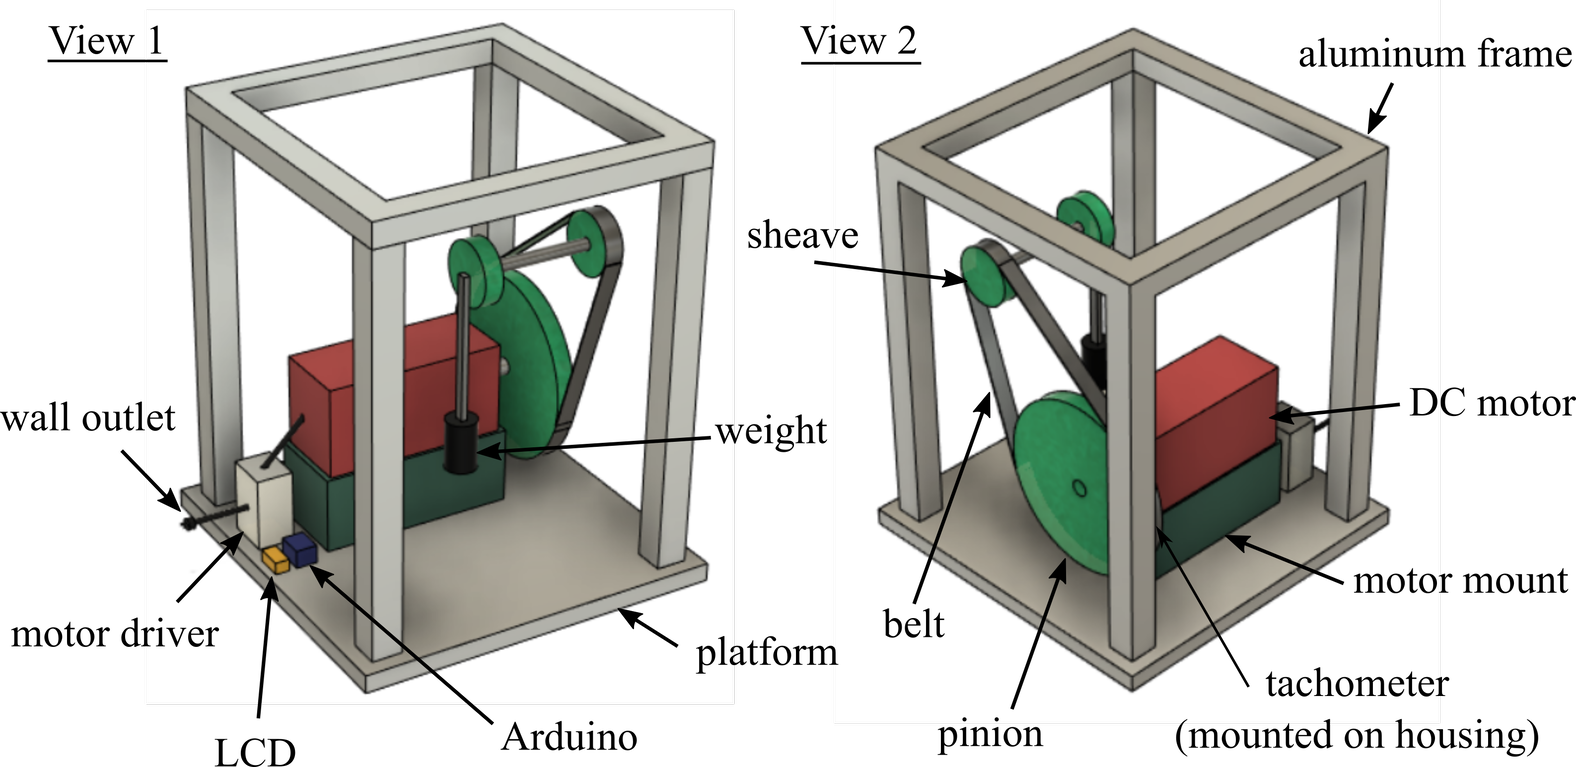 View 1
View 2
aluminum frame
sheave
wall outlet
weight
DC motor
motor driver
belt
motor mount
platform
tachometer
(mounted on housing)
LCD
Arduino
pinion